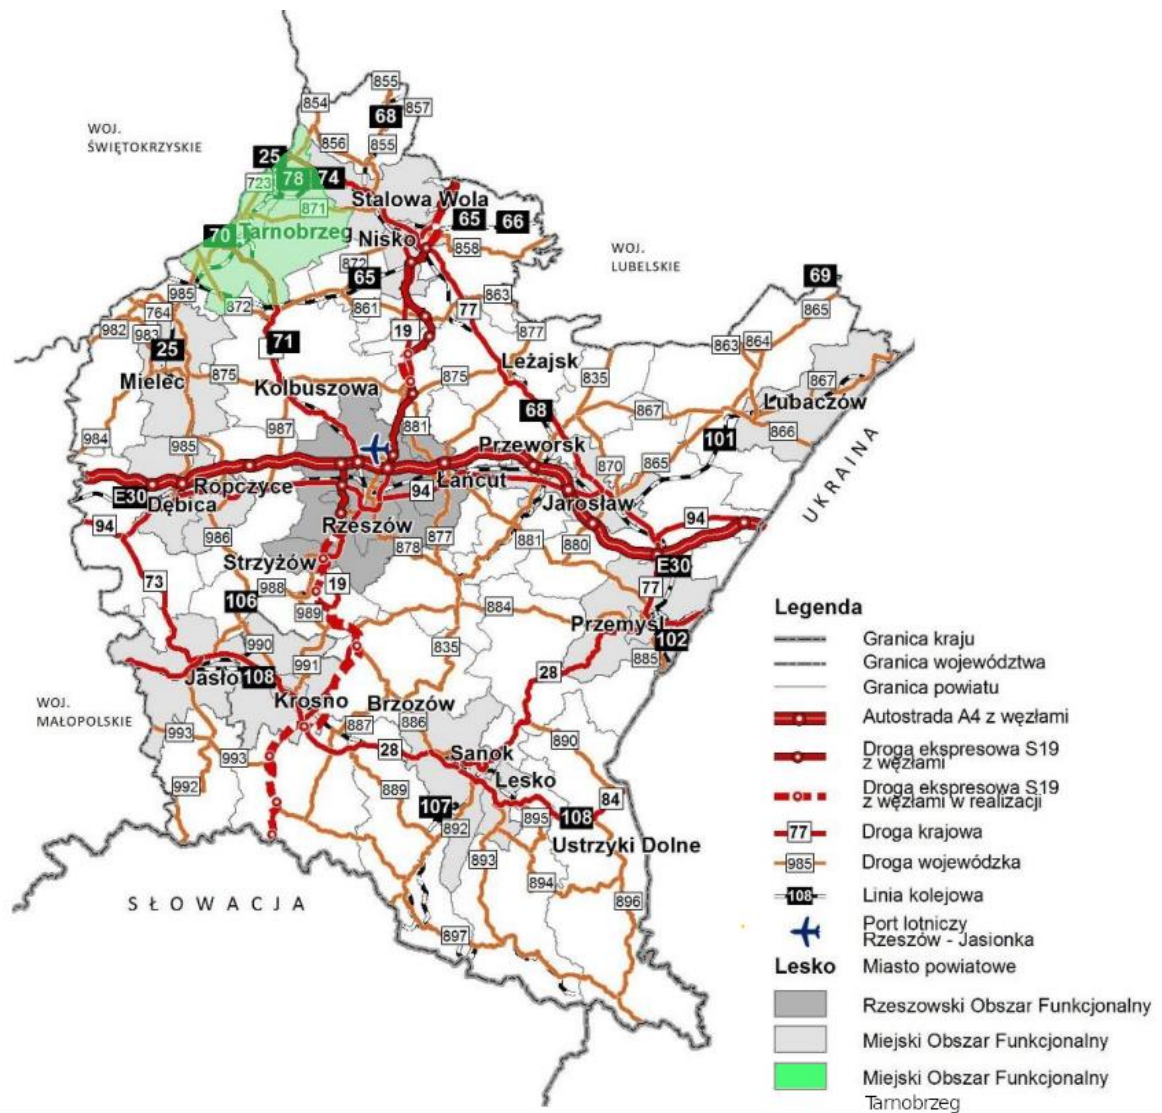 855
854
857
68
WOJ.
ŚWIĘTOKRZYSKIE
856
855
25
78
74
723
871
Stalowa Wola
65
66
70
Tarnobrzeg
Nisko
858
WOJ.
LUBELSKIE
872
65
69
985
872
861
863
865
764
77
982
983
19
877
863
864
25
71
Leżajsk
Mielec
875
Kolbuszowa
875
835
867
68
867
Lubaczów
984
987
881
101
866
985
Przeworsk
870
865
UKRAINA
E30
Ropczyce
94
Łańcut
Jarosław
Dębica
94
94
Rzeszów
986
878
877
881
880
Strzyżów
E30
73
988
19
77
106
989
884
Przemyśl
102
990
835
885
991
Jasło
108
28
Krosno
Brzozów
WOJ.
MAŁOPOLSKIE
993
887
886
890
993
28
Sanok
992
889
Lesko
84
107
892
895
108
Ustrzyki Dolne
893
894
896
SŁOWACJA
897
Legenda
Granica kraju
Granica województwa
Granica powiatu
Autostrada A4 z węzłami
Droga ekspresowa S19
z węzłami
Droga ekspresowa S19
z węzłami w realizacji
77 Droga krajowa
985 Droga wojewódzka
108 Linia kolejowa
Port lotniczy
Rzeszów - Jasionka
Lesko Miasto powiatowe
Rzeszowski Obszar Funkcjonalny
Miejski Obszar Funkcjonalny
Miejski Obszar Funkcjonalny
Tarnobrzeg